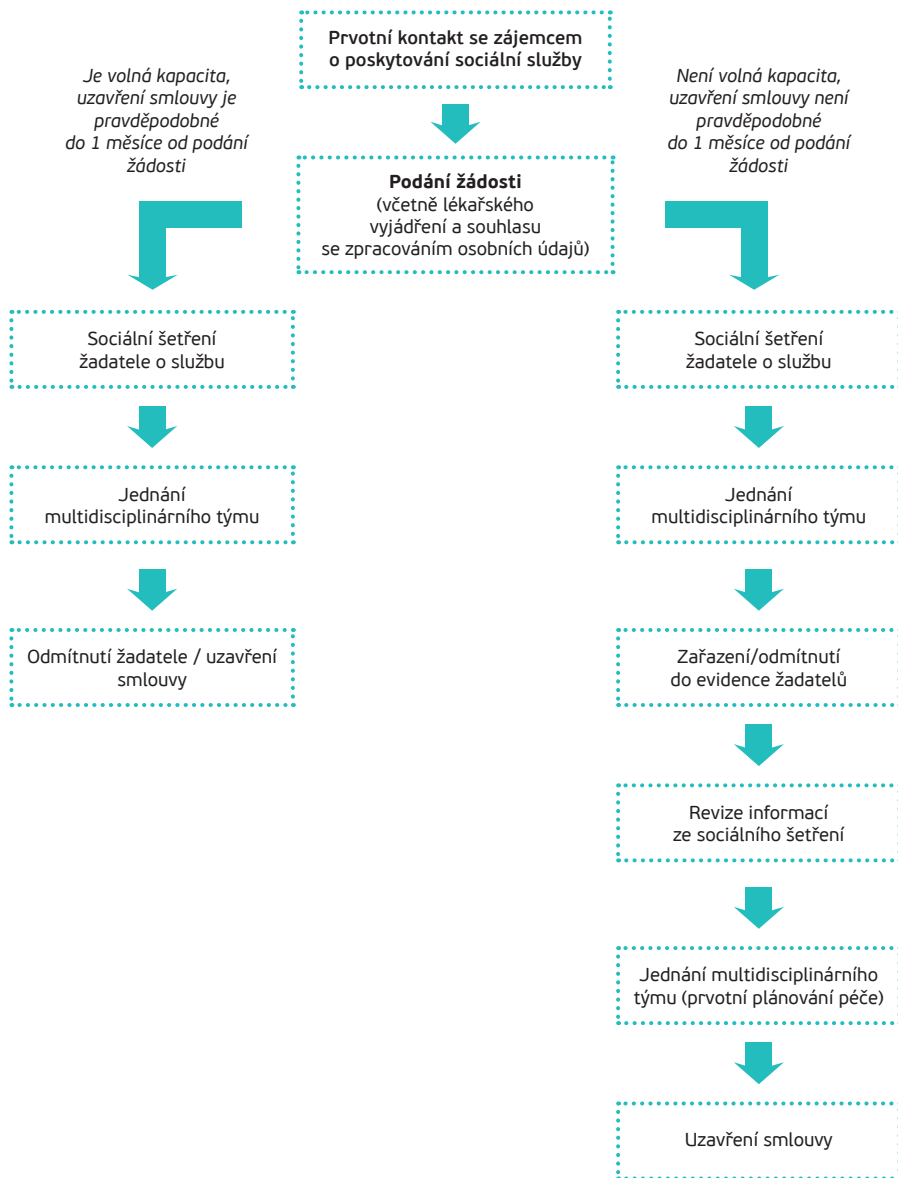 Prvotní kontakt se zájemcem
o poskytování sociální služby
Je volná kapacita,
uzavření smlouvy je
pravděpodobné
do 1 měsíce od podání
žádosti
Není volná kapacita,
uzavření smlouvy není
pravděpodobné
do 1 měsíce od podání
žádosti
Podání žádosti
(včetně lékařského
vyjádření a souhlasu
se zpracováním osobních údajů)
Sociální šetření
žadatele o službu
Jednání
multidisciplinárního týmu
Odmítnutí žadatele / uzavření
smlouvy
Sociální šetření
žadatele o službu
Jednání
multidisciplinárního týmu
Zařazení/odmítnutí
do evidence žadatelů
Revize informací
ze sociálního šetření
Jednání multidisciplinárního
týmu (prvotní plánování péče)
Uzavření smlouvy